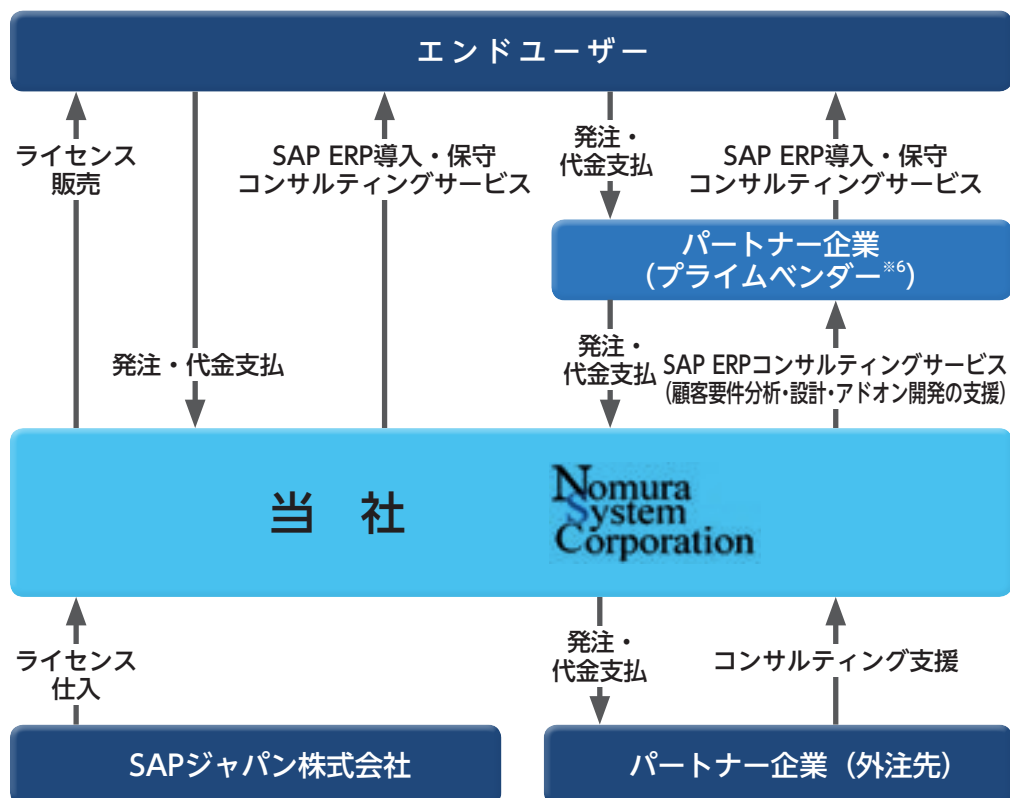 エンドユーザー
ライセンス
販売
SAP ERP導入・保守
コンサルティングサービス
発注・
代金支払
SAP ERP導入・保守
コンサルティングサービス
パートナー企業
(プライムベンダー※6)
発注・代金支払
発注・
代金支払
SAP ERPコンサルティングサービス
(顧客要件分析・設計・アドオン開発の支援)
当 社
Nomura
System
Corporation
ライセンス
仕入
発注・
代金支払
コンサルティング支援
SAPジャパン株式会社
パートナー企業(外注先)